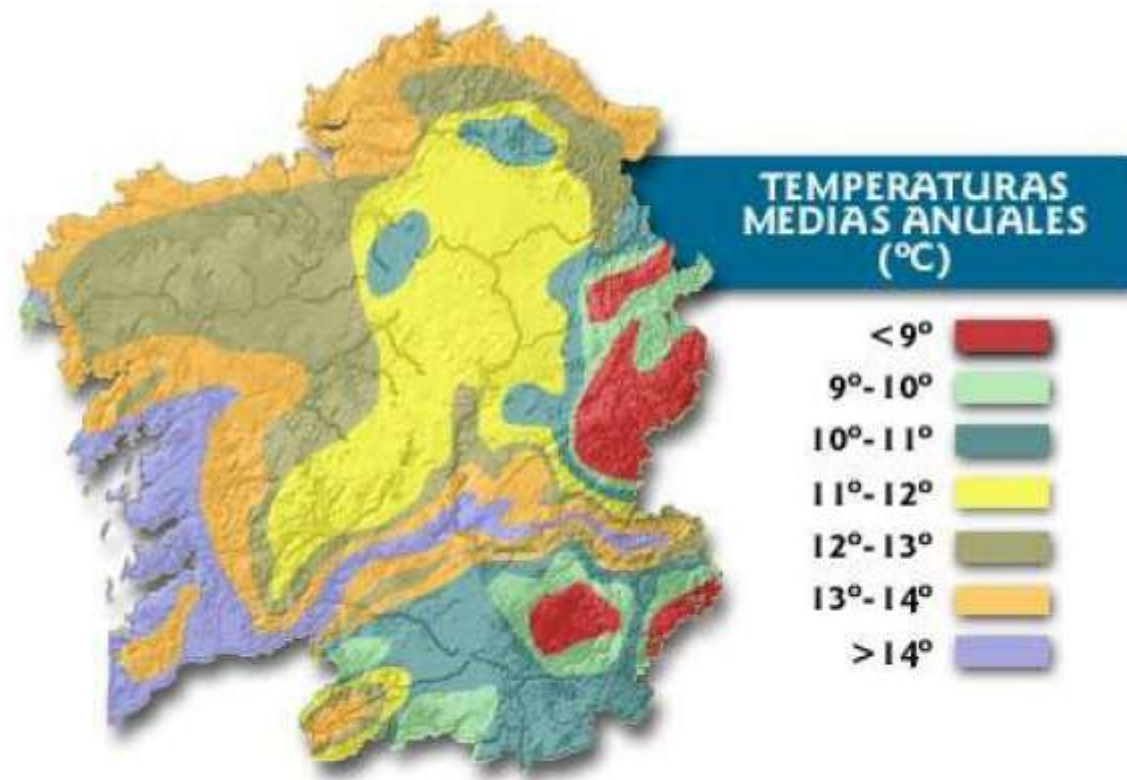 TEMPERATURAS
MEDIAS ANUALES
(ºC)
<9º
9º-10º
10º-11º
11º-12º
12º-13º
13º-14º
>14º